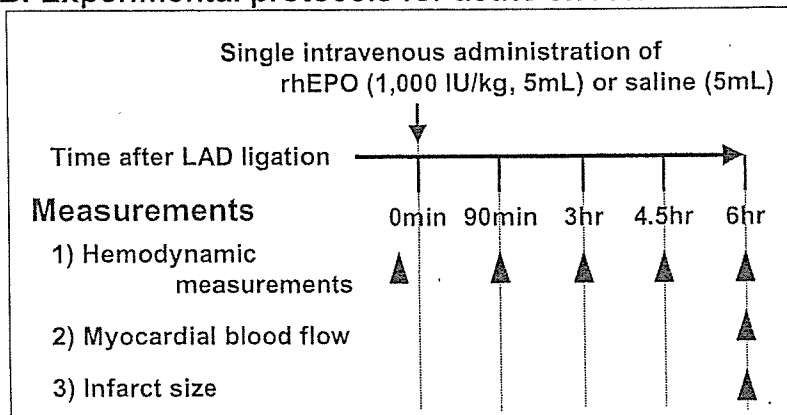 Single intravenous administration of
rhEPO (1,000 IU/kg, 5mL) or saline (5mL)
Time after LAD ligation
Measurements
0min 90min 3hr 4.5hr 6hr
1) Hemodynamic
measurements
2) Myocardial blood flow
3) Infarct size